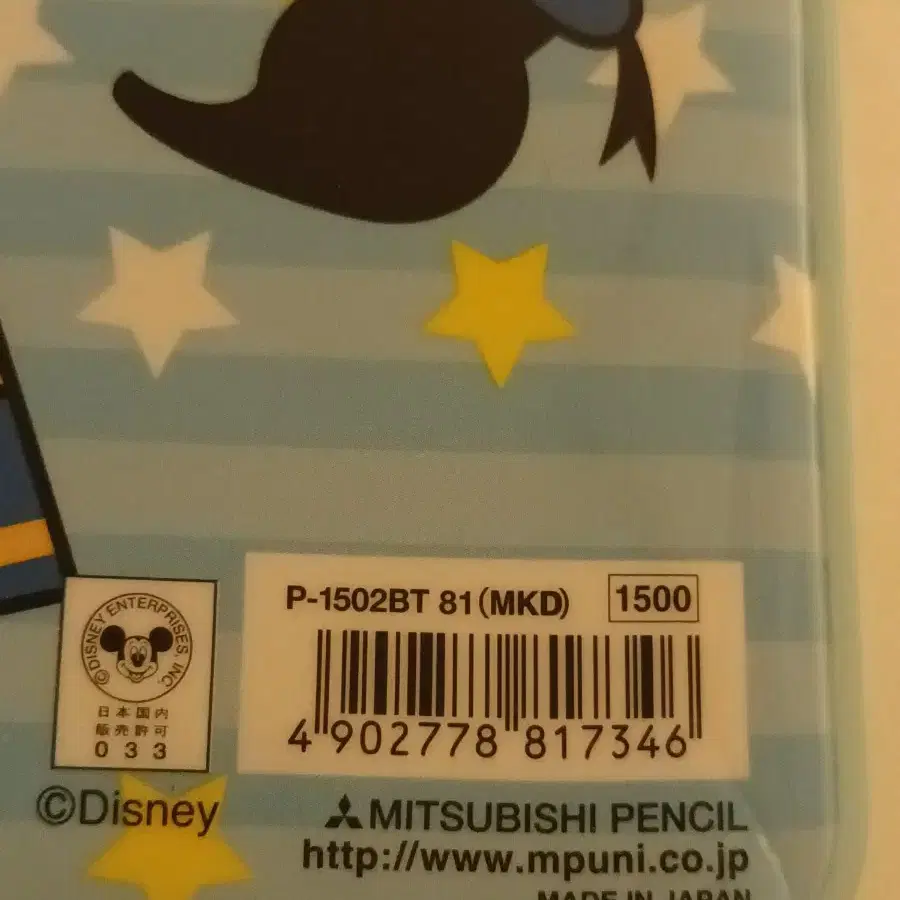 P-1502BT 81(MKD) 1500
4 902778 817346
©DISNEY ENTERPRISES, INC.
日本国内
販売許可
033
©Disney
MITSUBISHI PENCIL
http://www.mpuni.co.jp
MADE IN JAPAN